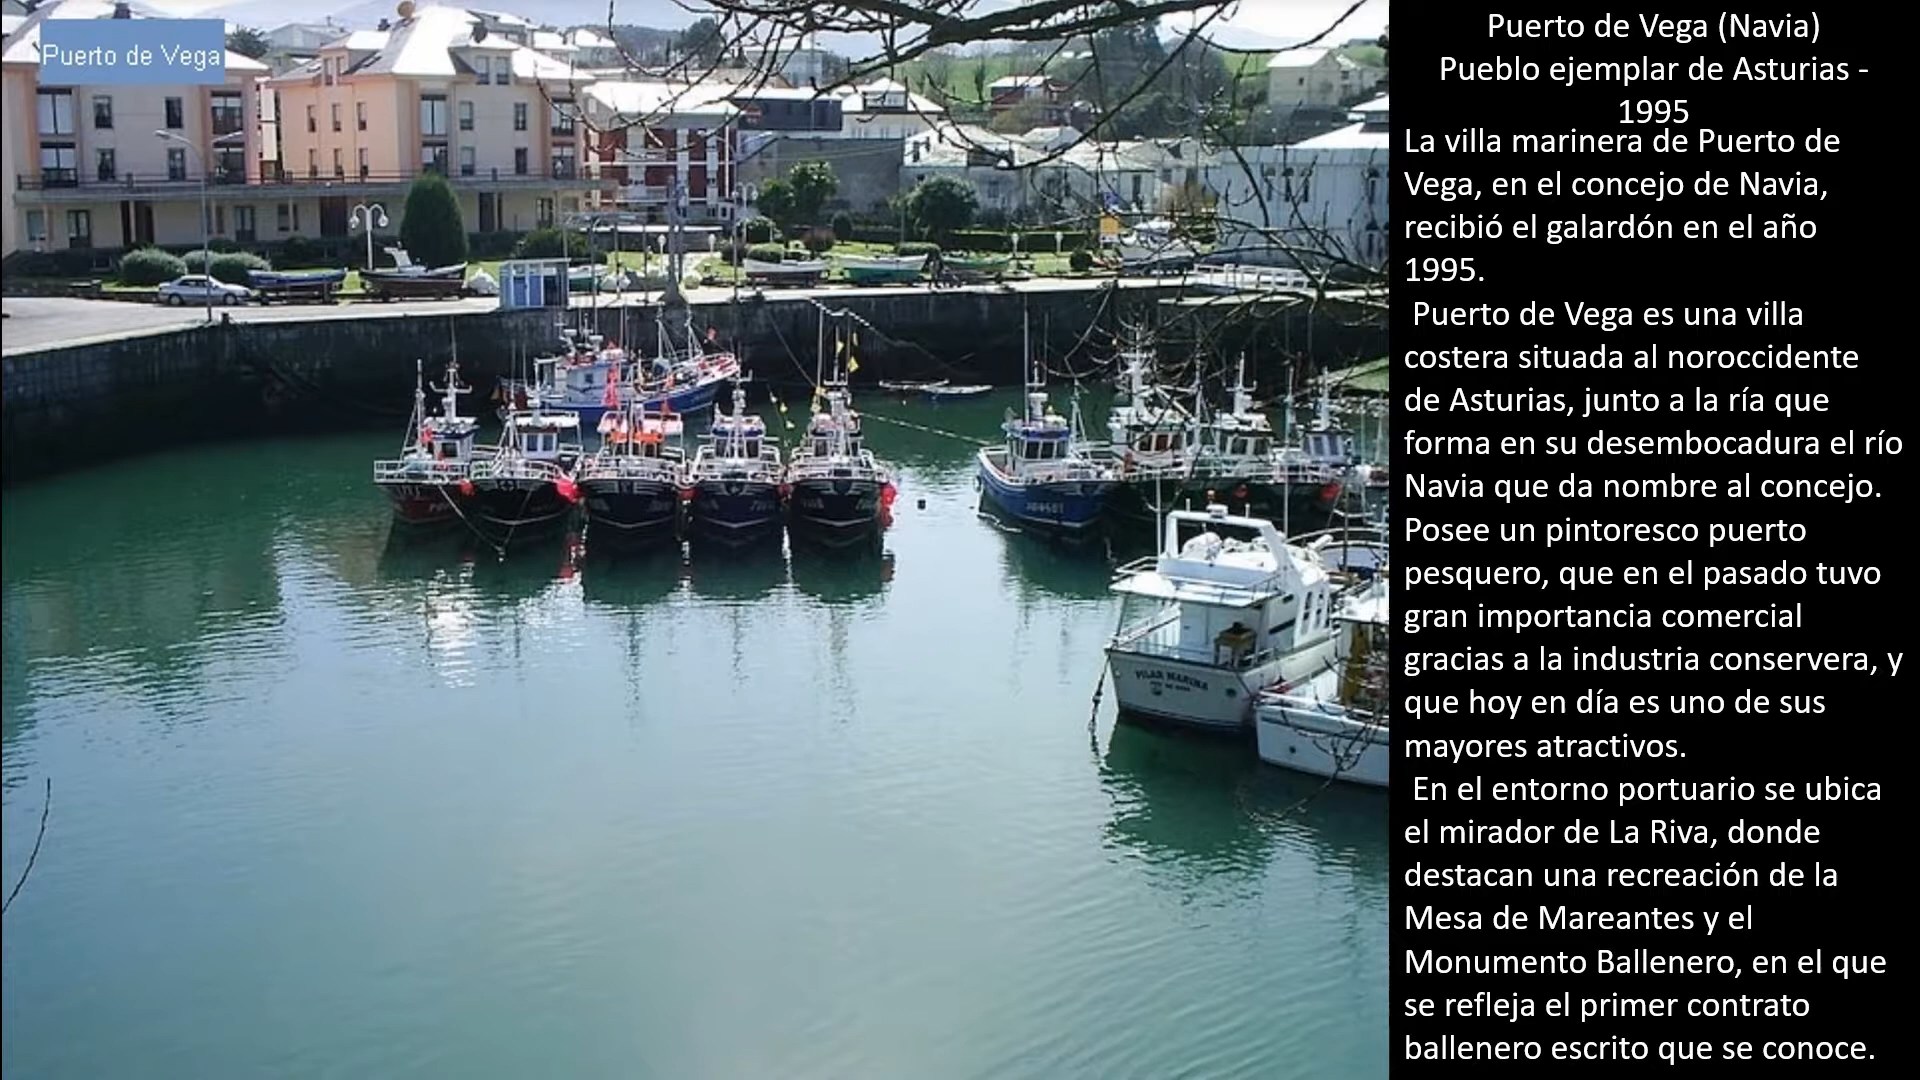 Puerto de Vega
Puerto de Vega (Navia)
Pueblo ejemplar de Asturias -
1995
La villa marinera de Puerto de
Vega, en el concejo de Navia,
recibió el galardón en el año
1995.
Puerto de Vega es una villa
costera situada al noroccidente
de Asturias, junto a la ría que
forma en su desembocadura el río
Navia que da nombre al concejo.
Posee un pintoresco puerto
pesquero, que en el pasado tuvo
gran importancia comercial
gracias a la industria conservera, y
que hoy en día es uno de sus
mayores atractivos.
En el entorno portuario se ubica
el mirador de La Riva, donde
destacan una recreación de la
Mesa de Mareantes y el
Monumento Ballenero, en el que
se refleja el primer contrato
ballenero escrito que se conoce.
PILAR MARINA